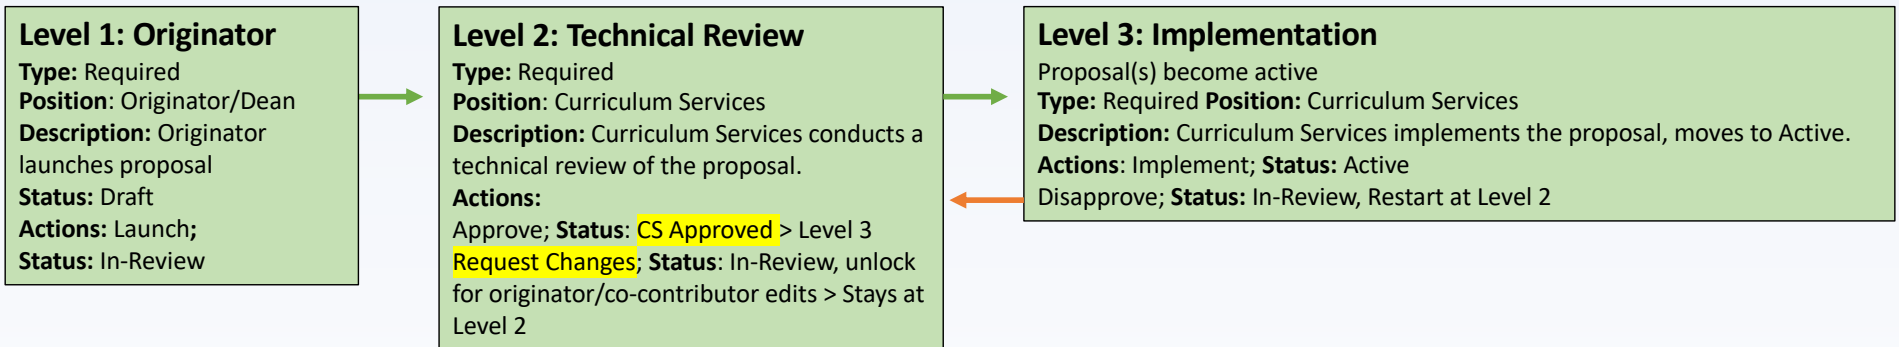 Level 1: Originator
Type: Required
Position: Originator/Dean
Description: Originator
launches proposal
Status: Draft
Actions: Launch;
Status: In-Review
Level 2: Technical Review
Type: Required
Position: Curriculum Services
Description: Curriculum Services conducts a
technical review of the proposal.
Actions:
Approve; Status: CS Approved > Level 3
Request Changes; Status: In-Review, unlock
for originator/co-contributor edits > Stays at
Level 2
Level 3: Implementation
Proposal(s) become active
Type: Required Position: Curriculum Services
Description: Curriculum Services implements the proposal, moves to Active.
Actions: Implement; Status: Active
Disapprove; Status: In-Review, Restart at Level 2